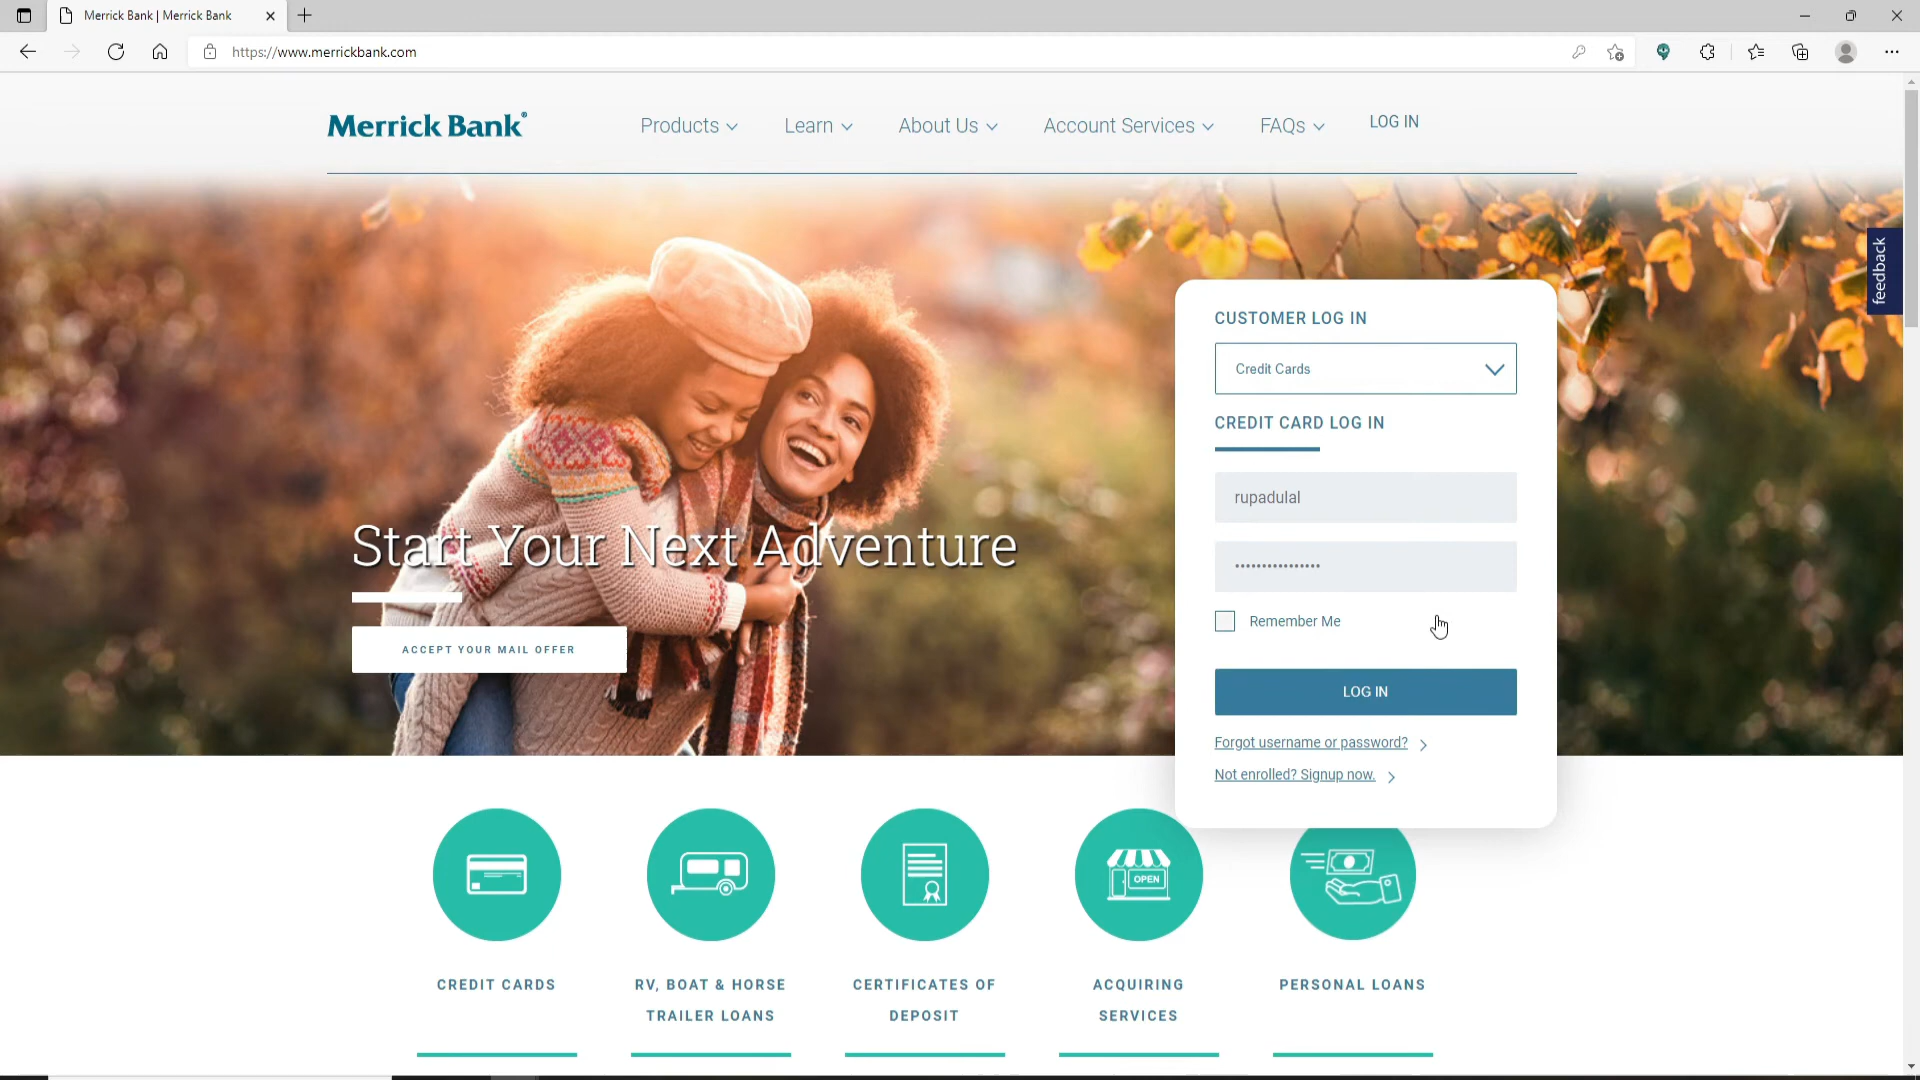 Merrick Bank | Merrick Bank
https://www.merrickbank.com
Merrick Bank®
Products
Learn
About Us
Account Services
FAQs
LOG IN
feedback
CUSTOMER LOG IN
Credit Cards
CREDIT CARD LOG IN
rupadulal
••••••••••••••••
Remember Me
LOG IN
Forgot username or password?
Not enrolled? Signup now.
Start Your Next Adventure
ACCEPT YOUR MAIL OFFER
OPEN
CREDIT CARDS
RV, BOAT & HORSE
TRAILER LOANS
CERTIFICATES OF
DEPOSIT
ACQUIRING
SERVICES
PERSONAL LOANS